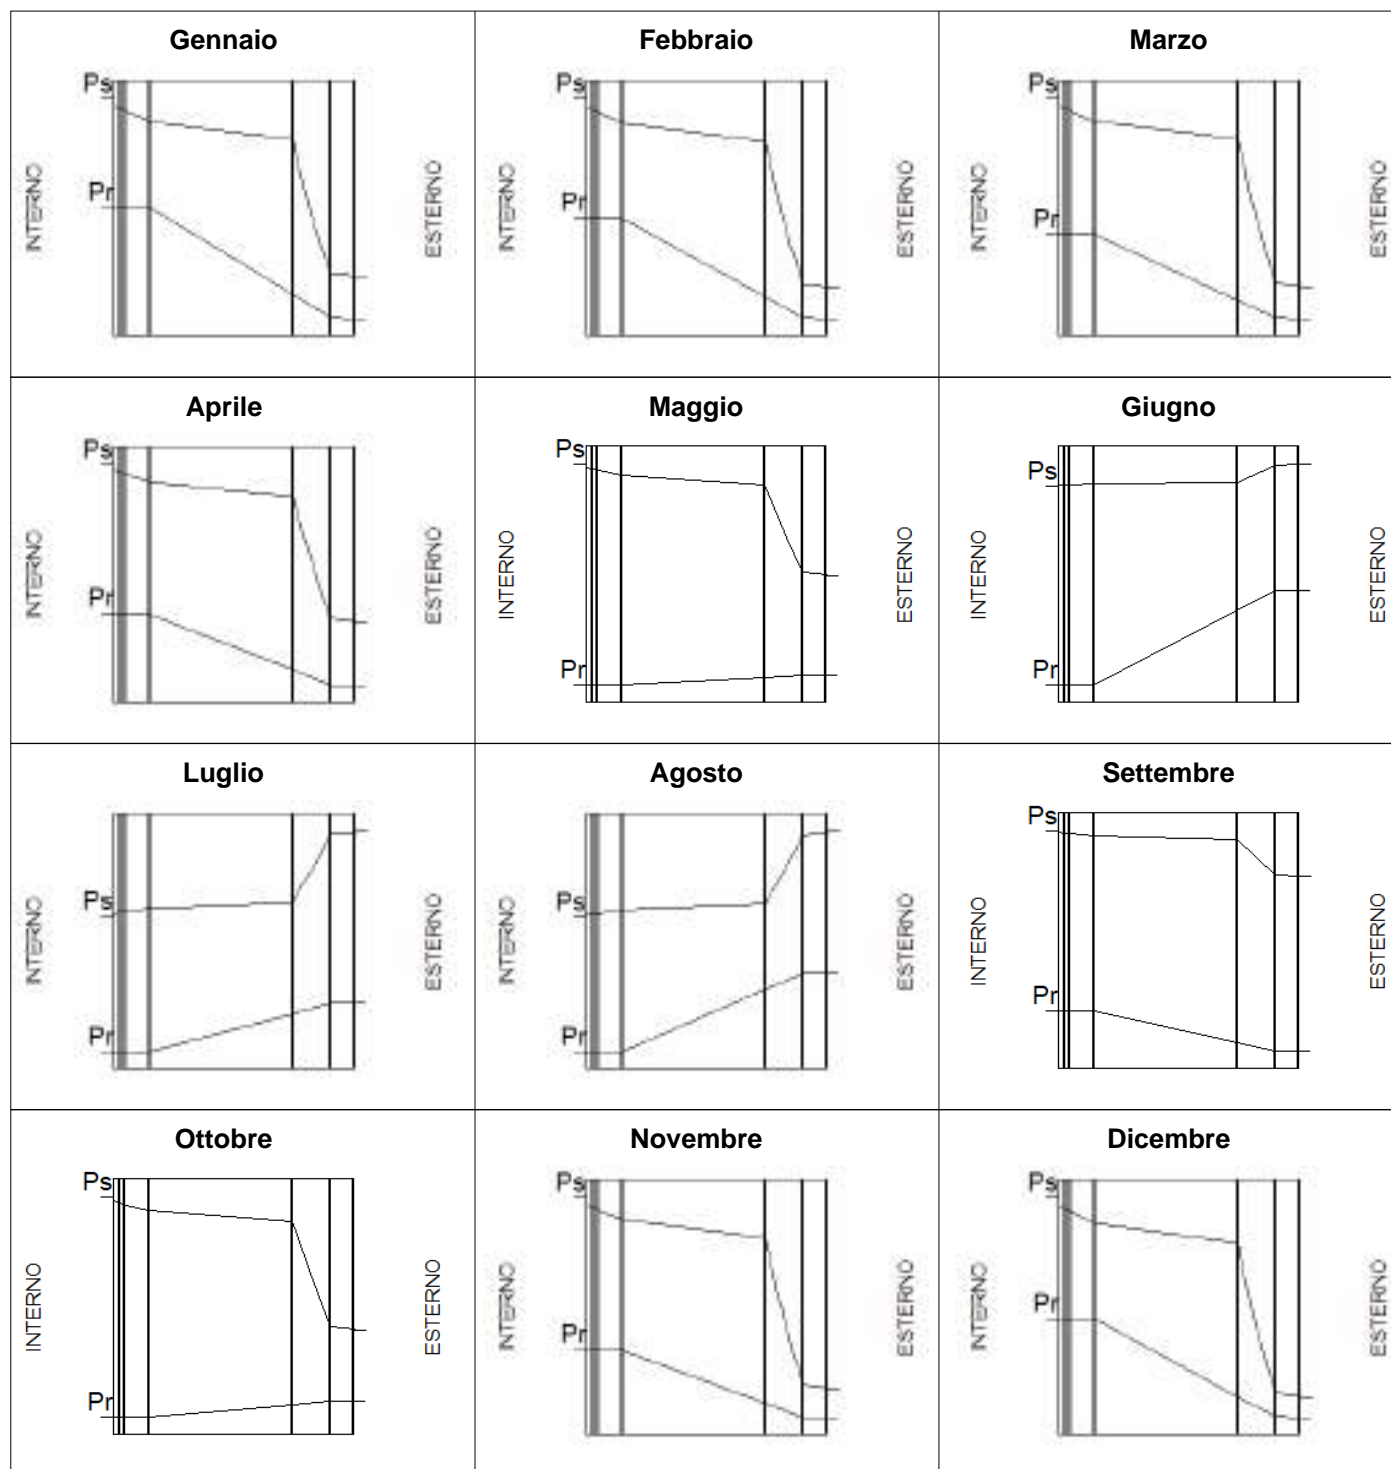 Gennaio
Ps
Pr
INTERNO
ESTERNO
Febbraio
Ps
Pr
INTERNO
ESTERNO
Marzo
Ps
Pr
INTERNO
ESTERNO
Aprile
Ps
Pr
INTERNO
ESTERNO
Maggio
Ps
Pr
INTERNO
ESTERNO
Giugno
Ps
Pr
INTERNO
ESTERNO
Luglio
Ps
Pr
INTERNO
ESTERNO
Agosto
Ps
Pr
INTERNO
ESTERNO
Settembre
Ps
Pr
INTERNO
ESTERNO
Ottobre
Ps
Pr
INTERNO
ESTERNO
Novembre
Ps
Pr
INTERNO
ESTERNO
Dicembre
Ps
Pr
INTERNO
ESTERNO